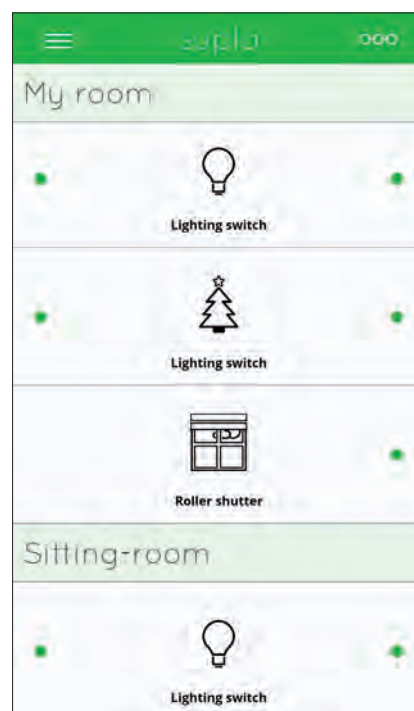 supla
My room
Lighting switch
Lighting switch
Roller shutter
Sitting-room
Lighting switch